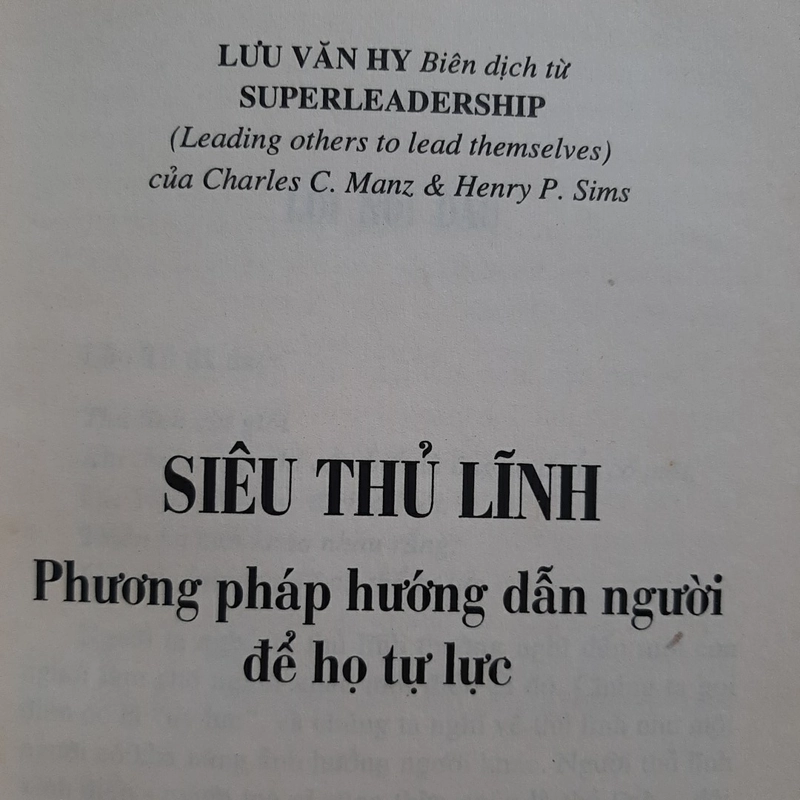 LƯU VĂN HY Biên dịch từ
SUPERLEADERSHIP
(Leading others to lead themselves)
của Charles C. Manz & Henry P. Sims
SIÊU THỦ LĨNH
Phương pháp hướng dẫn người
để họ tự lực